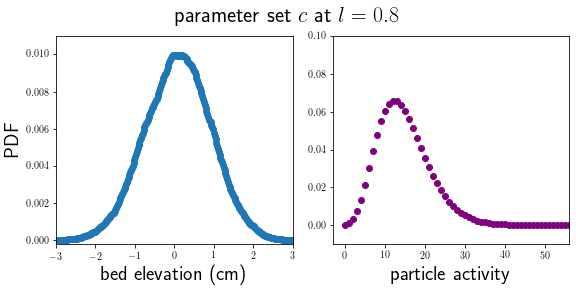 parameter set c at l = 0.8
PDF
0.010
0.008
0.006
0.004
0.002
0.000
−3 −2 −1 0 1 2 3
bed elevation (cm)
0.10
0.08
0.06
0.04
0.02
0.00
0 10 20 30 40 50
particle activity